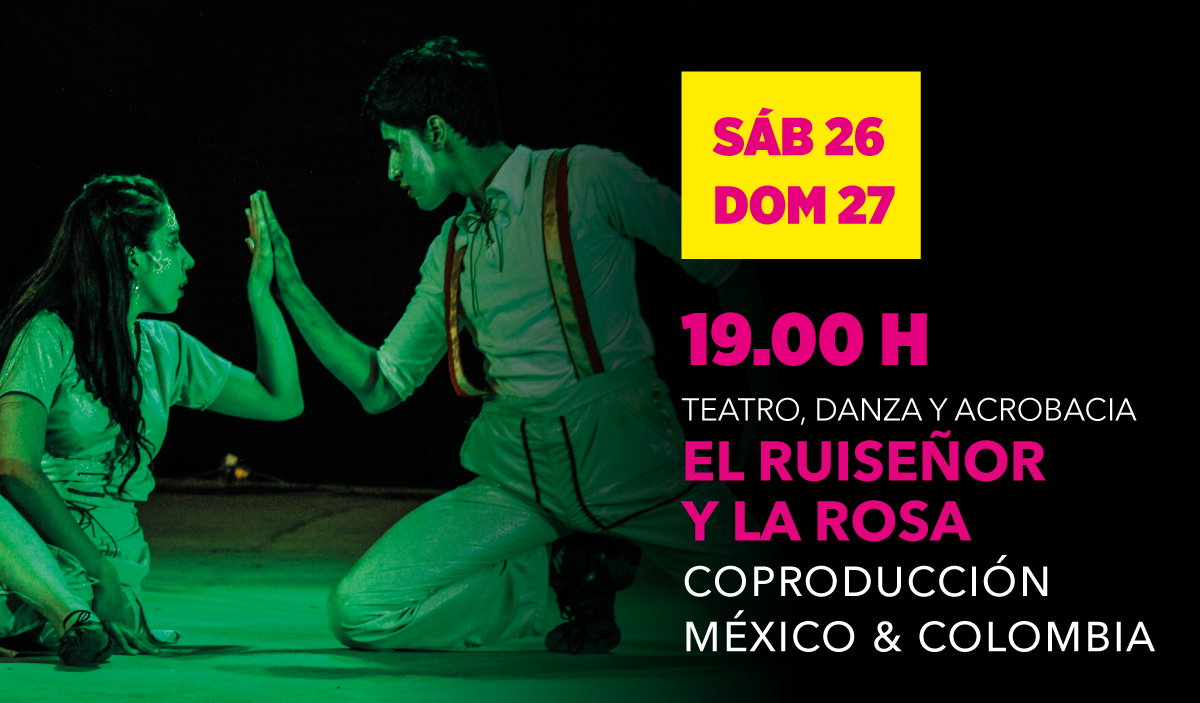 SÁB 26
DOM 27
19.00 H
TEATRO, DANZA Y ACROBACIA
EL RUISEÑOR
Y LA ROSA
COPRODUCCIÓN
MÉXICO & COLOMBIA